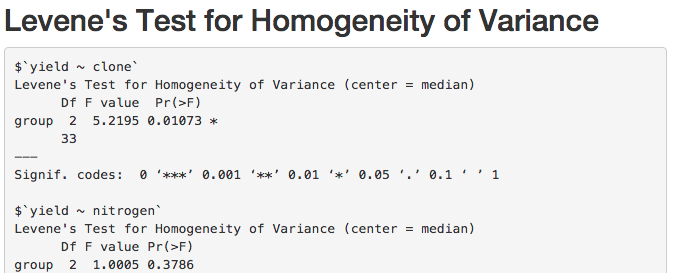 Levene's Test for Homogeneity of Variance
$`yield ~ clone`
Levene's Test for Homogeneity of Variance (center = median)
      Df F value  Pr(>F)
group  2  5.2195 0.01073 *
      33
---
Signif. codes:  0 ‘***’ 0.001 ‘**’ 0.01 ‘*’ 0.05 ‘.’ 0.1 ‘ ’ 1
$`yield ~ nitrogen`
Levene's Test for Homogeneity of Variance (center = median)
      Df F value Pr(>F)
group  2  1.0005 0.3786